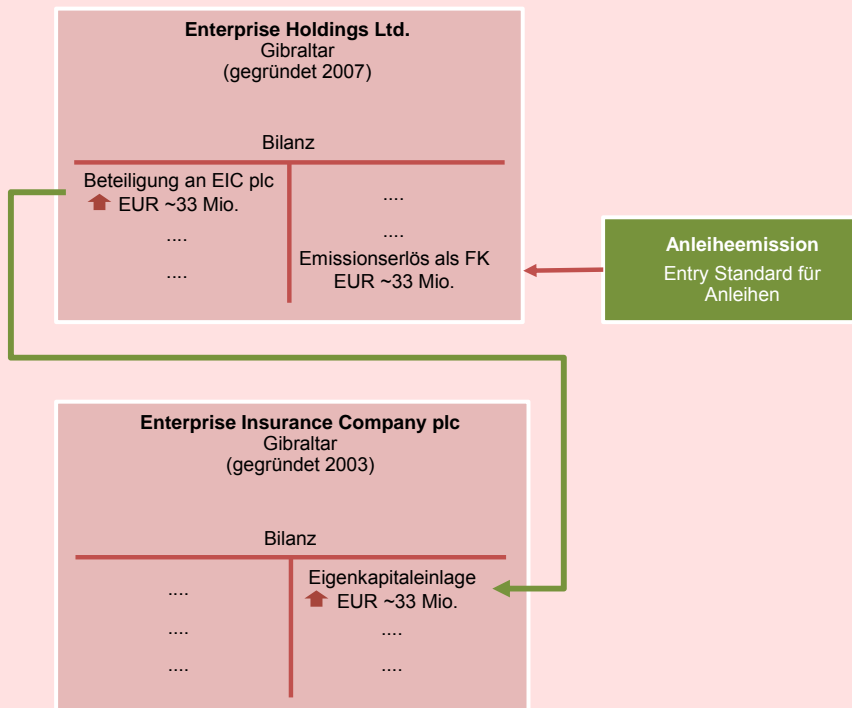 Enterprise Holdings Ltd.
Gibraltar
(gegründet 2007)
Bilanz
Beteiligung an EIC plc
EUR ~33 Mio.
....
....
....
....
Emissionserlös als FK
EUR ~33 Mio.
Anleiheemission
Entry Standard für
Anleihen
Enterprise Insurance Company plc
Gibraltar
(gegründet 2003)
Bilanz
....
....
....
Eigenkapitaleinlage
EUR ~33 Mio.
....
....